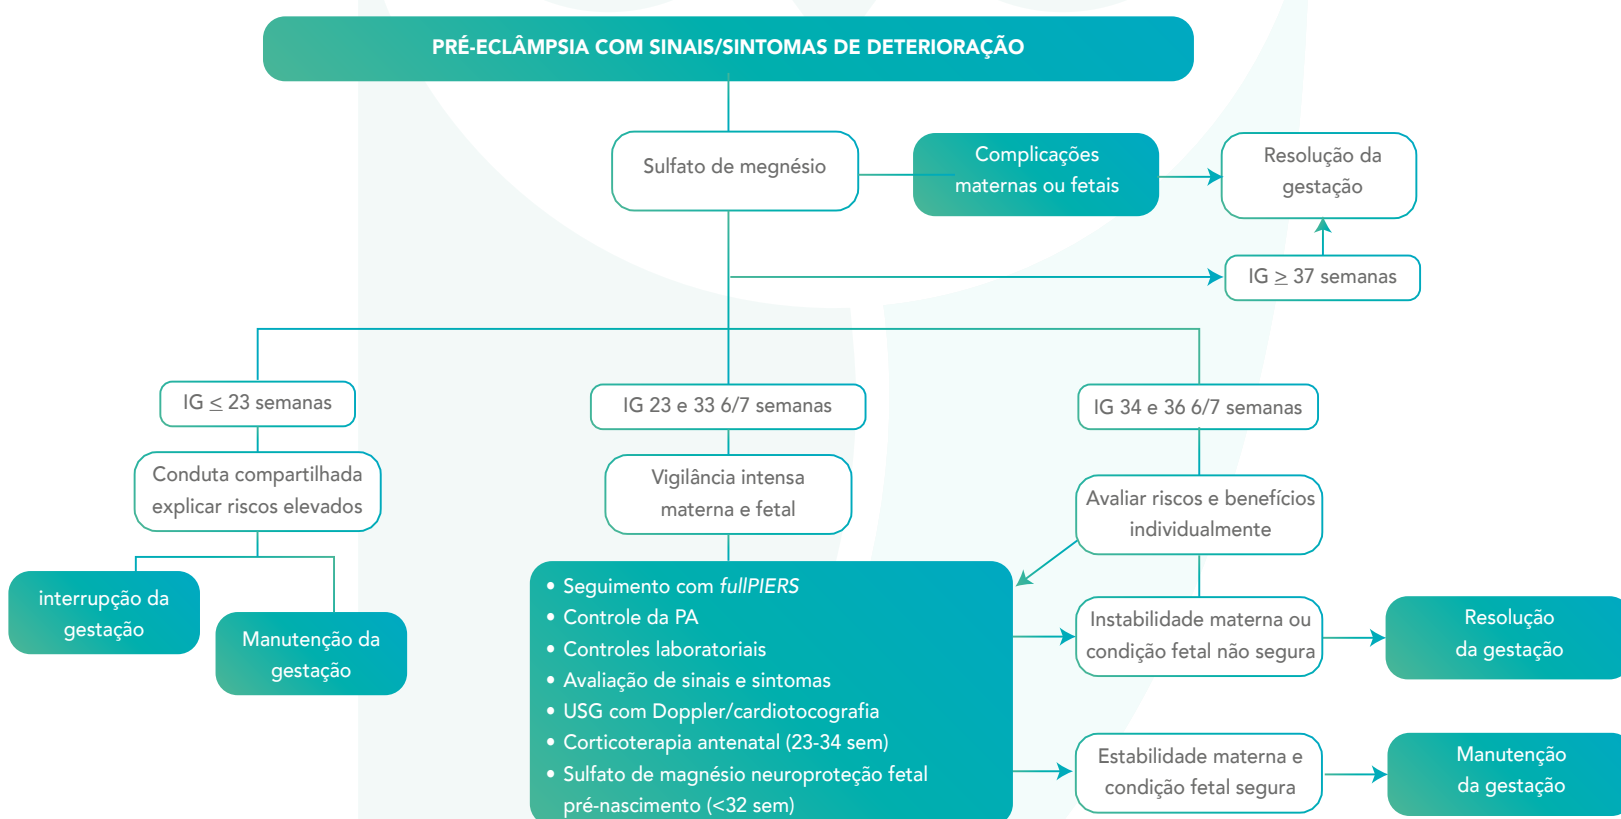 PRÉ-ECLÂMPSIA COM SINAIS/SINTOMAS DE DETERIORAÇÃO
Sulfato de megnésio
Complicações
maternas ou fetais
Resolução da
gestação
IG ≥ 37 semanas
IG ≤ 23 semanas
IG 23 e 33 6/7 semanas
IG 34 e 36 6/7 semanas
Conduta compartilhada
explicar riscos elevados
Vigilância intensa
materna e fetal
Avaliar riscos e benefícios
individualmente
interrupção da
gestação
Manutenção da
gestação
• Seguimento com fullPIERS
• Controle da PA
• Controles laboratoriais
• Avaliação de sinais e sintomas
• USG com Doppler/cardiotocografia
• Corticoterapia antenatal (23-34 sem)
• Sulfato de magnésio neuroproteção fetal
pré-nascimento (<32 sem)
Instabilidade materna ou
condição fetal não segura
Resolução
da gestação
Estabilidade materna e
condição fetal segura
Manutenção
da gestação